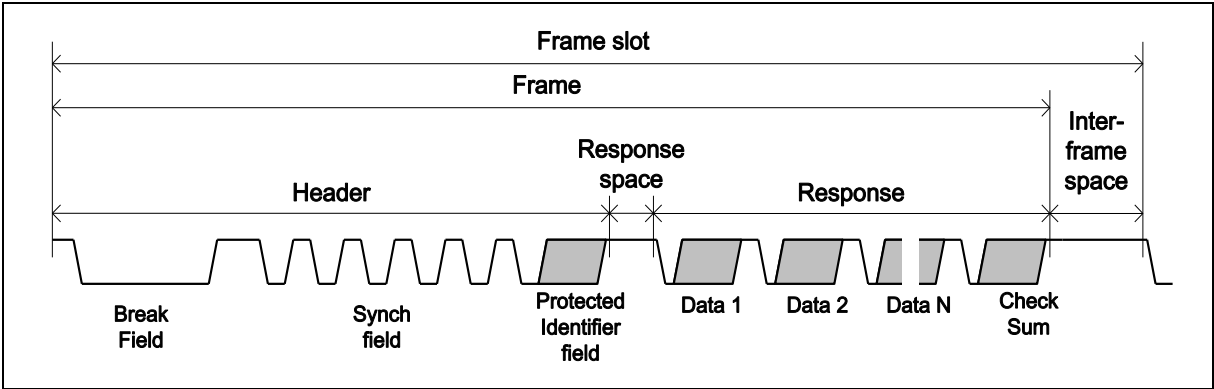 Frame slot
Frame
Inter-
frame
space
Response
space
Header
Response
Break
Field
Synch
field
Protected
Identifier
field
Data 1
Data 2
Data N
Check
Sum